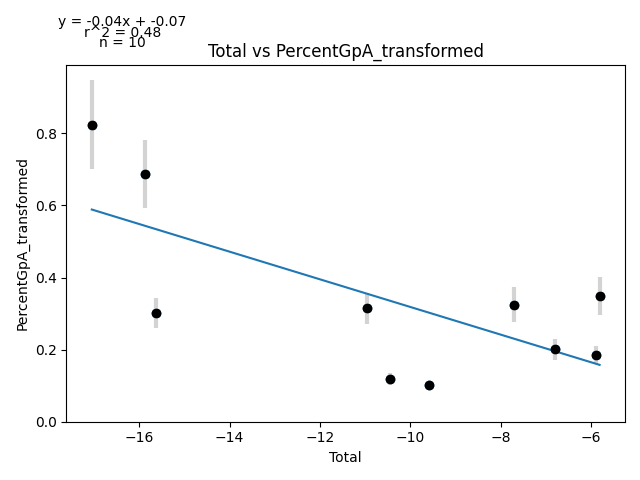 y = -0.04x + -0.07
r^2 = 0.48
n = 10
Total vs PercentGpA_transformed
PercentGpA_transformed
0.8
0.6
0.4
0.2
0.0
−16 −14 −12 −10 −8 −6
Total